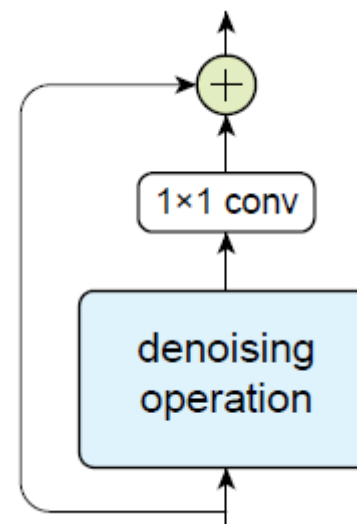 +
1×1 conv
denoising
operation